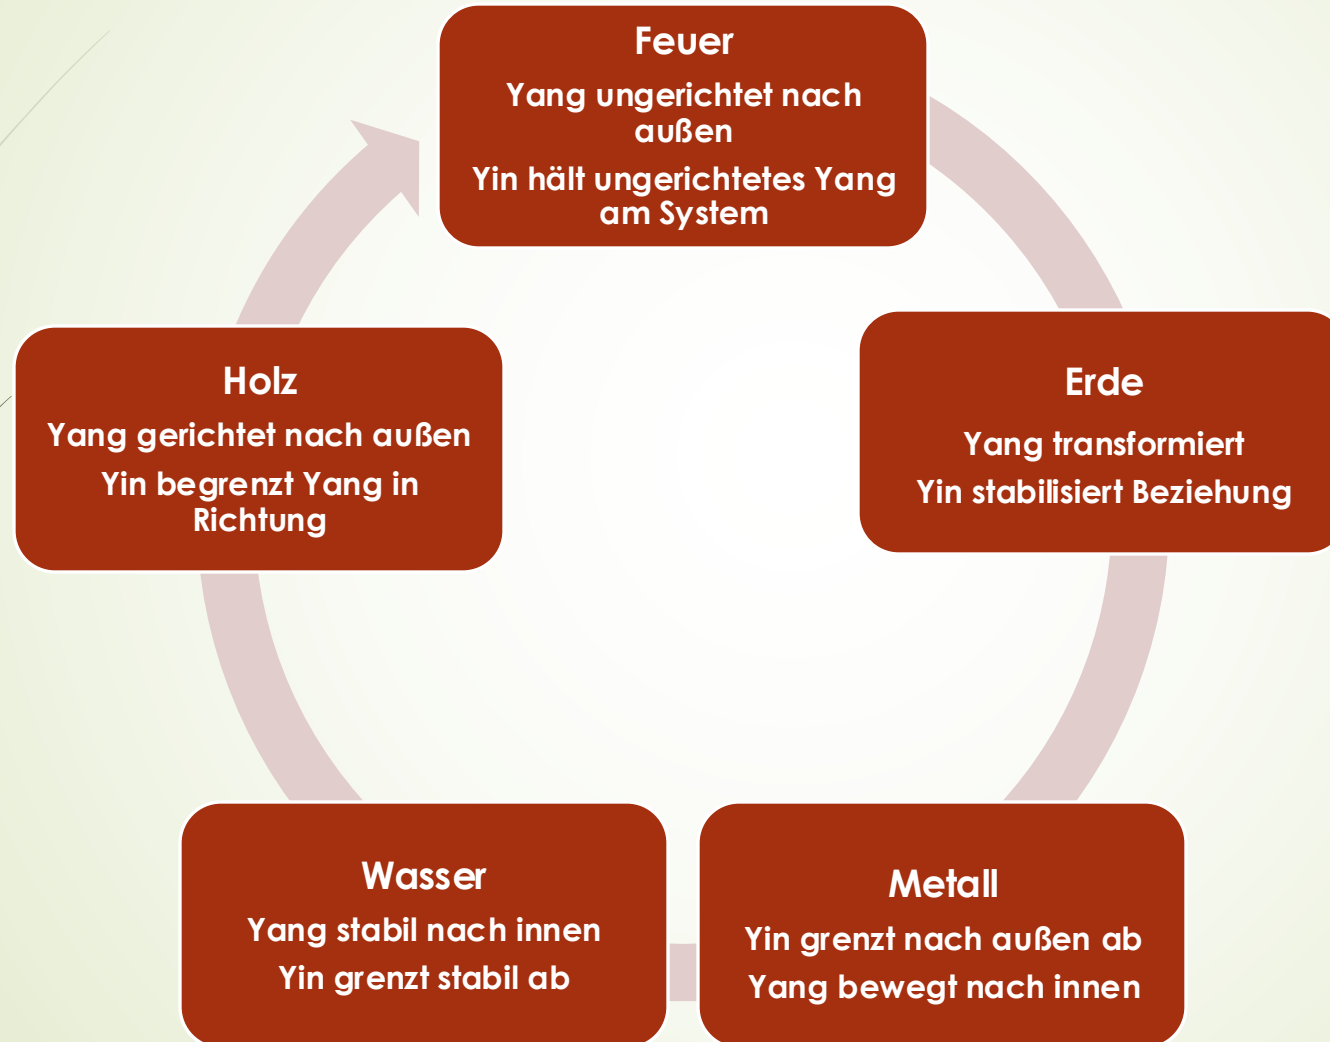 Feuer
Yang ungerichtet nach
außen
Yin hält ungerichtetes Yang
am System
Erde
Yang transformiert
Yin stabilisiert Beziehung
Metall
Yin grenzt nach außen ab
Yang bewegt nach innen
Wasser
Yang stabil nach innen
Yin grenzt stabil ab
Holz
Yang gerichtet nach außen
Yin begrenzt Yang in
Richtung